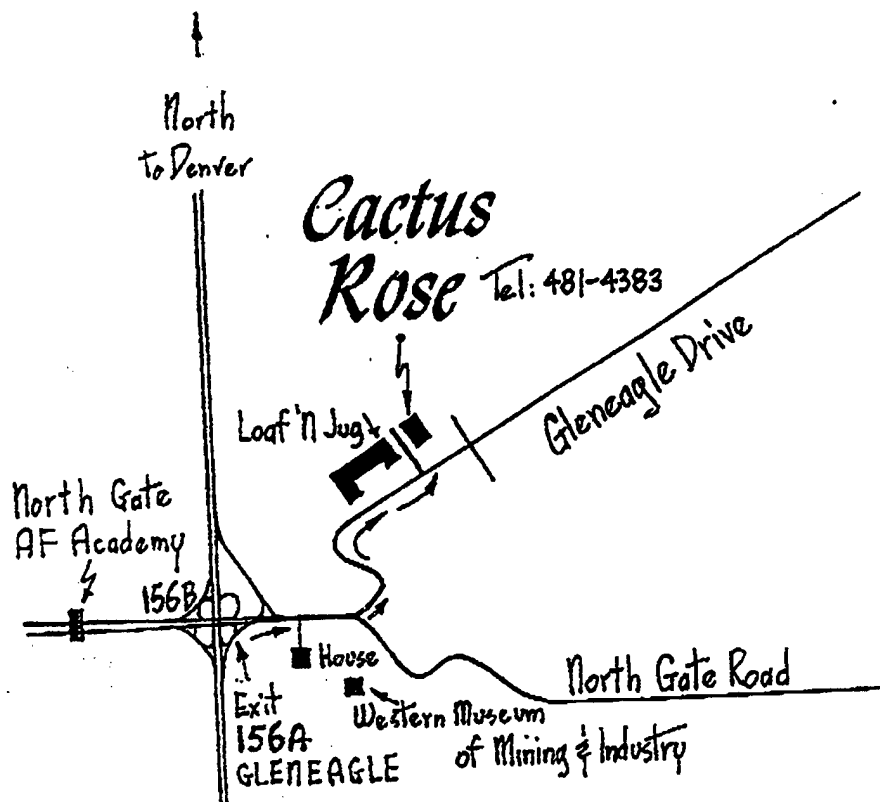 North
to Denver
Cactus
Rose
Tel: 481-4383
Gleneagle Drive
Loaf 'N Jug
North Gate
AF Academy
156B
House
North Gate Road
Exit
156A
GLENEAGLE
Western Museum
of Mining & Industry